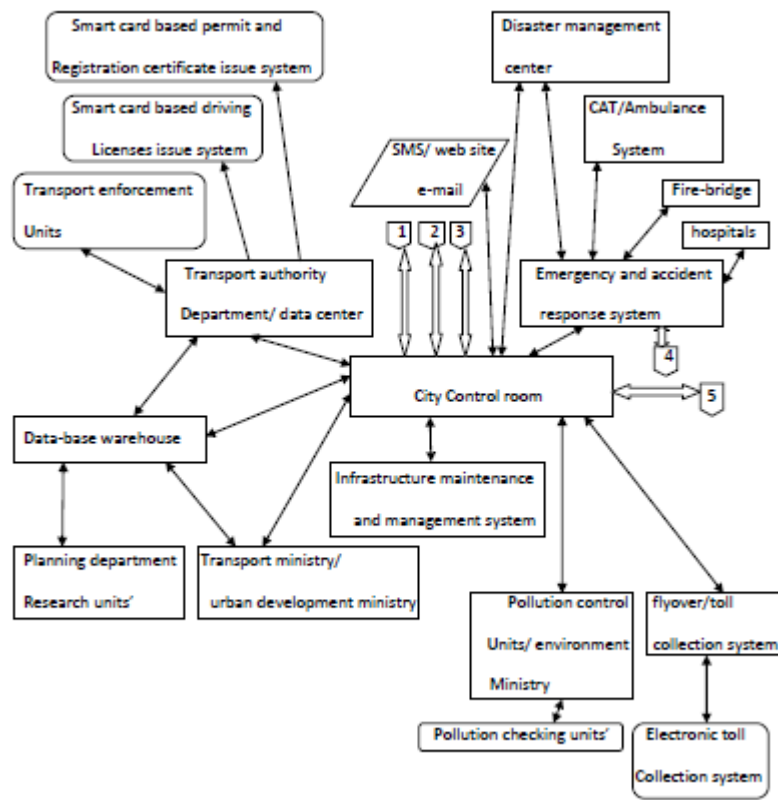 Smart card based permit and
Registration certificate issue system
Disaster management
center
Smart card based driving
Licenses issue system
SMS/ web site
e-mail
CAT/Ambulance
System
Transport enforcement
Units
Fire-bridge
hospitals
1
2
3
Transport authority
Department/ data center
Emergency and accident
response system
4
City Control room
5
Data-base warehouse
Infrastructure maintenance
and management system
Planning department
Research units'
Transport ministry/
urban development ministry
Pollution control
Units/ environment
Ministry
flyover/toll
collection system
Pollution checking units'
Electronic toll
Collection system